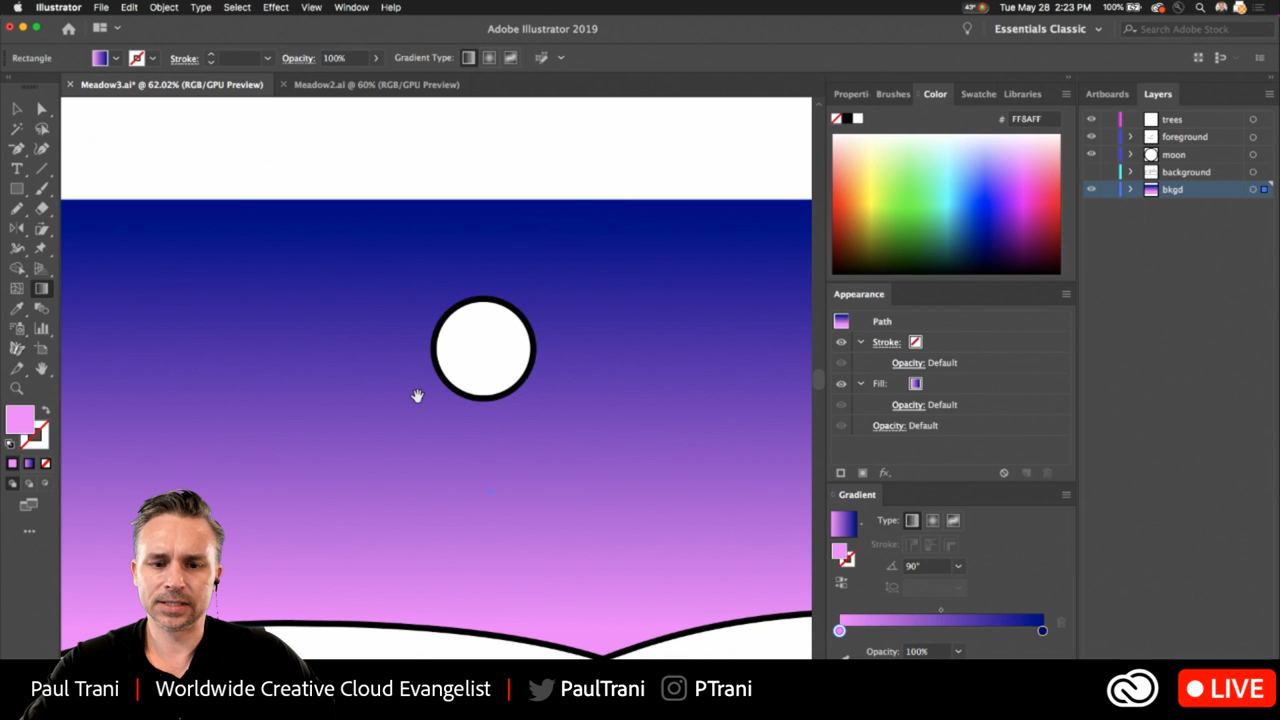 Illustrator File Edit Object Type Select Effect View Window Help
43° Tue May 28 2:23 PM 100%
Adobe Illustrator 2019
Essentials Classic
Search Adobe Stock
Rectangle
Stroke:
Opacity: 100%
Gradient Type:
× Meadow3.ai* @ 62.02% (RGB/GPU Preview)
× Meadow2.ai @ 60% (RGB/GPU Preview)
Properti Brushes Color Swatche Libraries
# FF8AFF
Artboards Layers
trees
foreground
moon
background
bkgd
Appearance
Path
Stroke:
Opacity: Default
Fill:
Opacity: Default
Opacity: Default
fx
Gradient
Type:
Stroke:
90°
Opacity: 100%
Paul Trani | Worldwide Creative Cloud Evangelist | PaulTrani PTrani
LIVE